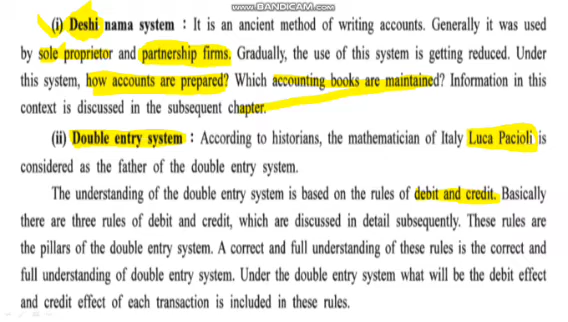 www.BANDICAM.com
(i) Deshi nama system : It is an ancient method of writing accounts. Generally it was used
by sole proprietor and partnership firms. Gradually, the use of this system is getting reduced. Under
this system, how accounts are prepared? Which accounting books are maintained? Information in this
context is discussed in the subsequent chapter.
(ii) Double entry system : According to historians, the mathematician of Italy Luca Pacioli is
considered as the father of the double entry system.
The understanding of the double entry system is based on the rules of debit and credit. Basically
there are three rules of debit and credit, which are discussed in detail subsequently. These rules are
the pillars of the double entry system. A correct and full understanding of these rules is the correct and
full understanding of double entry system. Under the double entry system what will be the debit effect
and credit effect of each transaction is included in these rules.